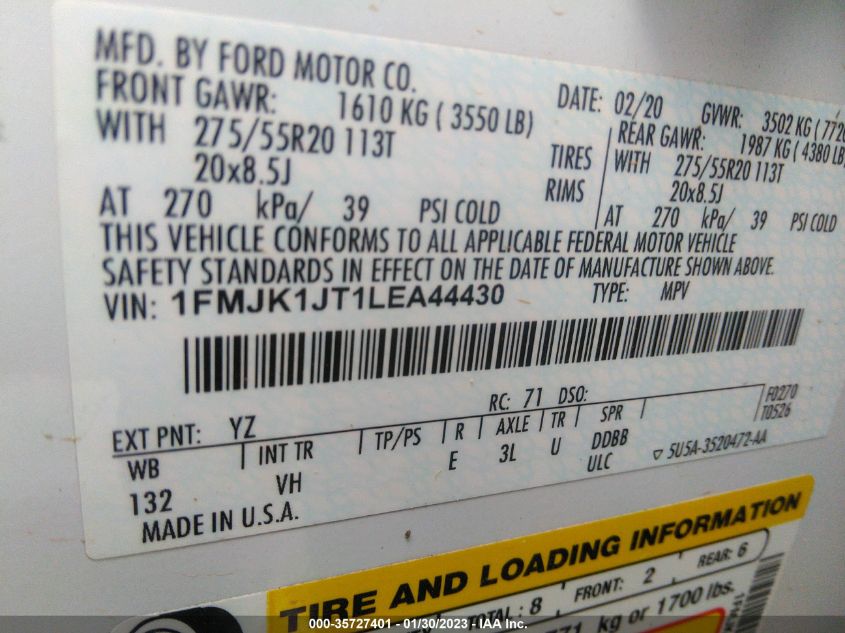 MFD. BY FORD MOTOR CO.
DATE: 02/20 GVWR: 3502 KG (7720
FRONT GAWR: 1610 KG (3550 LB)
REAR GAWR: 1987 KG (4380 LB
WITH 275/55R20 113T TIRES
WITH 275/55R20 113T
20x8.5J RIMS
20x8.5J
AT 270 kPa/ 39 PSI COLD
AT 270 kPa/ 39 PSI COLD
THIS VEHICLE CONFORMS TO ALL APPLICABLE FEDERAL MOTOR VEHICLE
SAFETY STANDARDS IN EFFECT ON THE DATE OF MANUFACTURE SHOWN ABOVE.
VIN: 1FMJK1JT1LEA44430 TYPE: MPV
F0270
RC: 71 DSO: T0526
EXT PNT: YZ
WB INT TR TP/PS R AXLE TR SPR
132 VH E 3L U DDBB
ULC 5U5A-3520472-AA
MADE IN U.S.A.
TIRE AND LOADING INFORMATION
TOTAL: 8 FRONT: 2 REAR: 6
kg or 1700 lbs.
000-35727401 - 01/30/2023 - IAA Inc.